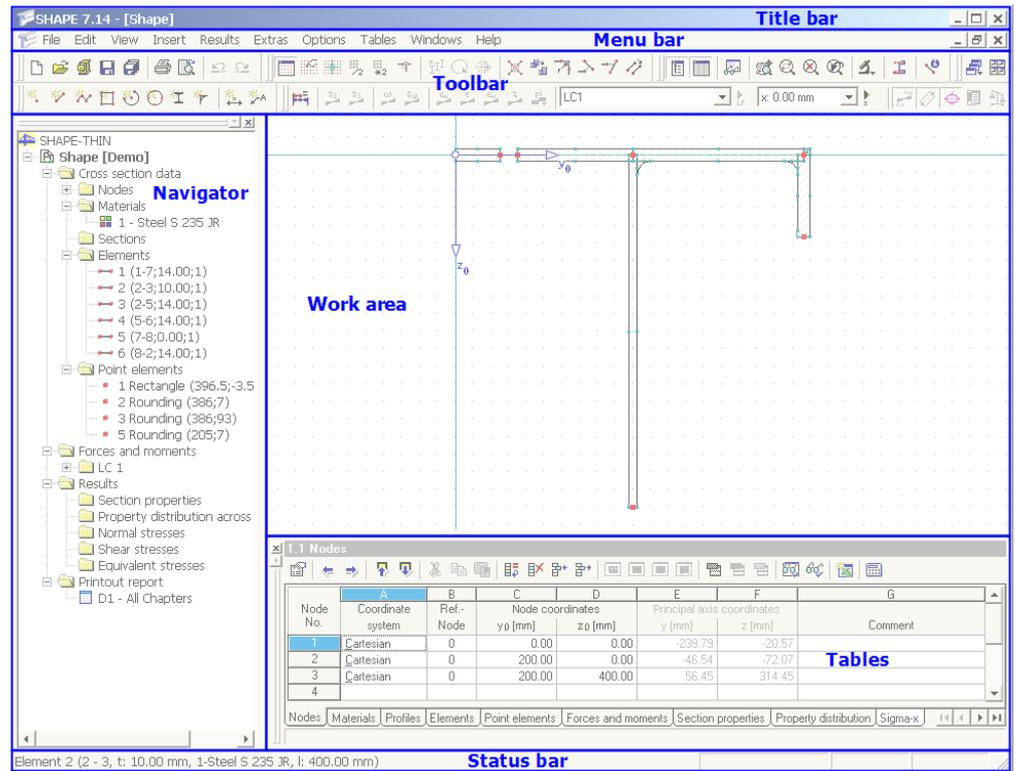 SHAPE 7.14 - [Shape]
Title bar
File Edit View Insert Results Extras Options Tables Windows Help
Menu bar
Toolbar
LC1
x: 0.00 mm
SHAPE-THIN
Shape [Demo]
Cross section data
Nodes
Navigator
Materials
1 - Steel S 235 JR
Sections
Elements
1 (1-7;14.00;1)
2 (2-3;10.00;1)
3 (2-5;14.00;1)
4 (5-6;14.00;1)
5 (7-8;0.00;1)
6 (8-2;14.00;1)
Point elements
1 Rectangle (396.5;-3.5
2 Rounding (386;7)
3 Rounding (386;93)
5 Rounding (205;7)
Forces and moments
LC 1
Results
Section properties
Property distribution across
Normal stresses
Shear stresses
Equivalent stresses
Printout report
D1 - All Chapters
y0
z0
Work area
1.1 Nodes
A B C D E F G
Node No. Coordinate system Ref.- Node Node coordinates Principal axis coordinates
y0 [mm] z0 [mm] y [mm] z [mm] Comment
1 Cartesian 0 0.00 0.00 -239.79 -20.57
2 Cartesian 0 200.00 0.00 -46.54 -72.07
3 Cartesian 0 200.00 400.00 56.45 314.45
4
Tables
Nodes Materials Profiles Elements Point elements Forces and moments Section properties Property distribution Sigma-x
Element 2 (2 - 3, t: 10.00 mm, 1-Steel S 235 JR, l: 400.00 mm)
Status bar